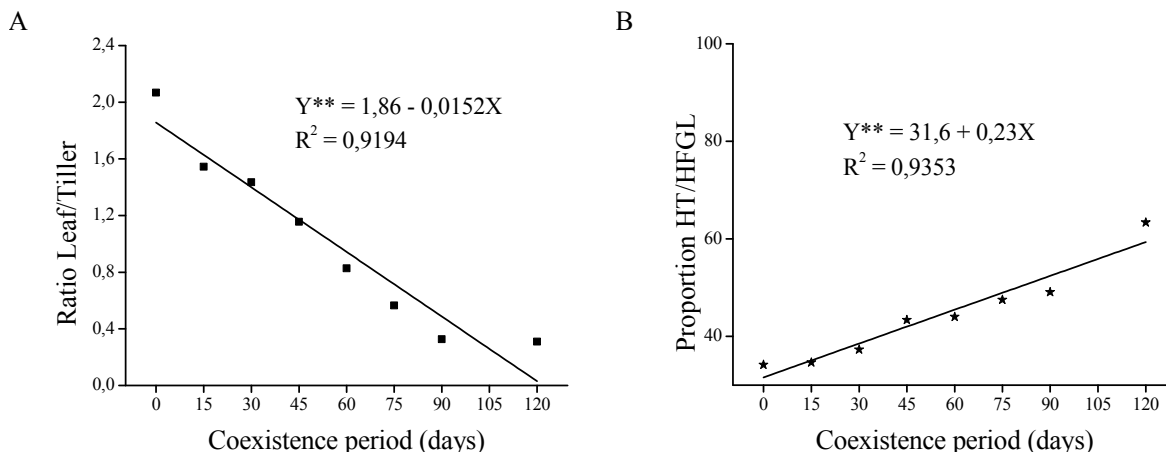 A
Ratio Leaf/Tiller
2,4
2,0
1,6
1,2
0,8
0,4
0,0
Y** = 1,86 - 0,0152X
R² = 0,9194
0 15 30 45 60 75 90 105 120
Coexistence period (days)
B
Proportion HT/HFGL
100
80
60
40
Y** = 31,6 + 0,23X
R² = 0,9353
0 15 30 45 60 75 90 105 120
Coexistence period (days)